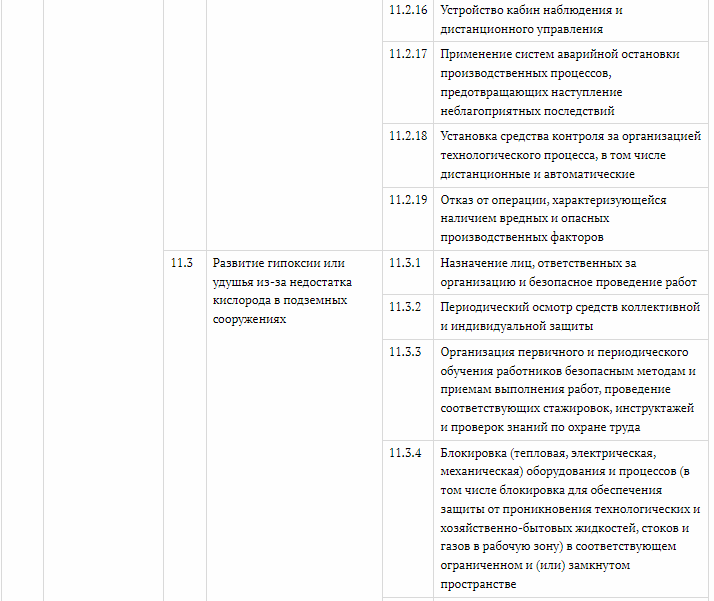 11.2.16 Устройство кабин наблюдения и
дистанционного управления
11.2.17 Применение систем аварийной остановки
производственных процессов,
предотвращающих наступление
неблагоприятных последствий
11.2.18 Установка средства контроля за организацией
технологического процесса, в том числе
дистанционные и автоматические
11.2.19 Отказ от операции, характеризующейся
наличием вредных и опасных
производственных факторов
11.3 Развитие гипоксии или
удушья из-за недостатка
кислорода в подземных
сооружениях
11.3.1 Назначение лиц, ответственных за
организацию и безопасное проведение работ
11.3.2 Периодический осмотр средств коллективной
и индивидуальной защиты
11.3.3 Организация первичного и периодического
обучения работников безопасным методам и
приемам выполнения работ, проведение
соответствующих стажировок, инструктажей
и проверок знаний по охране труда
11.3.4 Блокировка (тепловая, электрическая,
механическая) оборудования и процессов (в
том числе блокировка для обеспечения
защиты от проникновения технологических и
хозяйственно-бытовых жидкостей, стоков и
газов в рабочую зону) в соответствующем
ограниченном и (или) замкнутом
пространстве